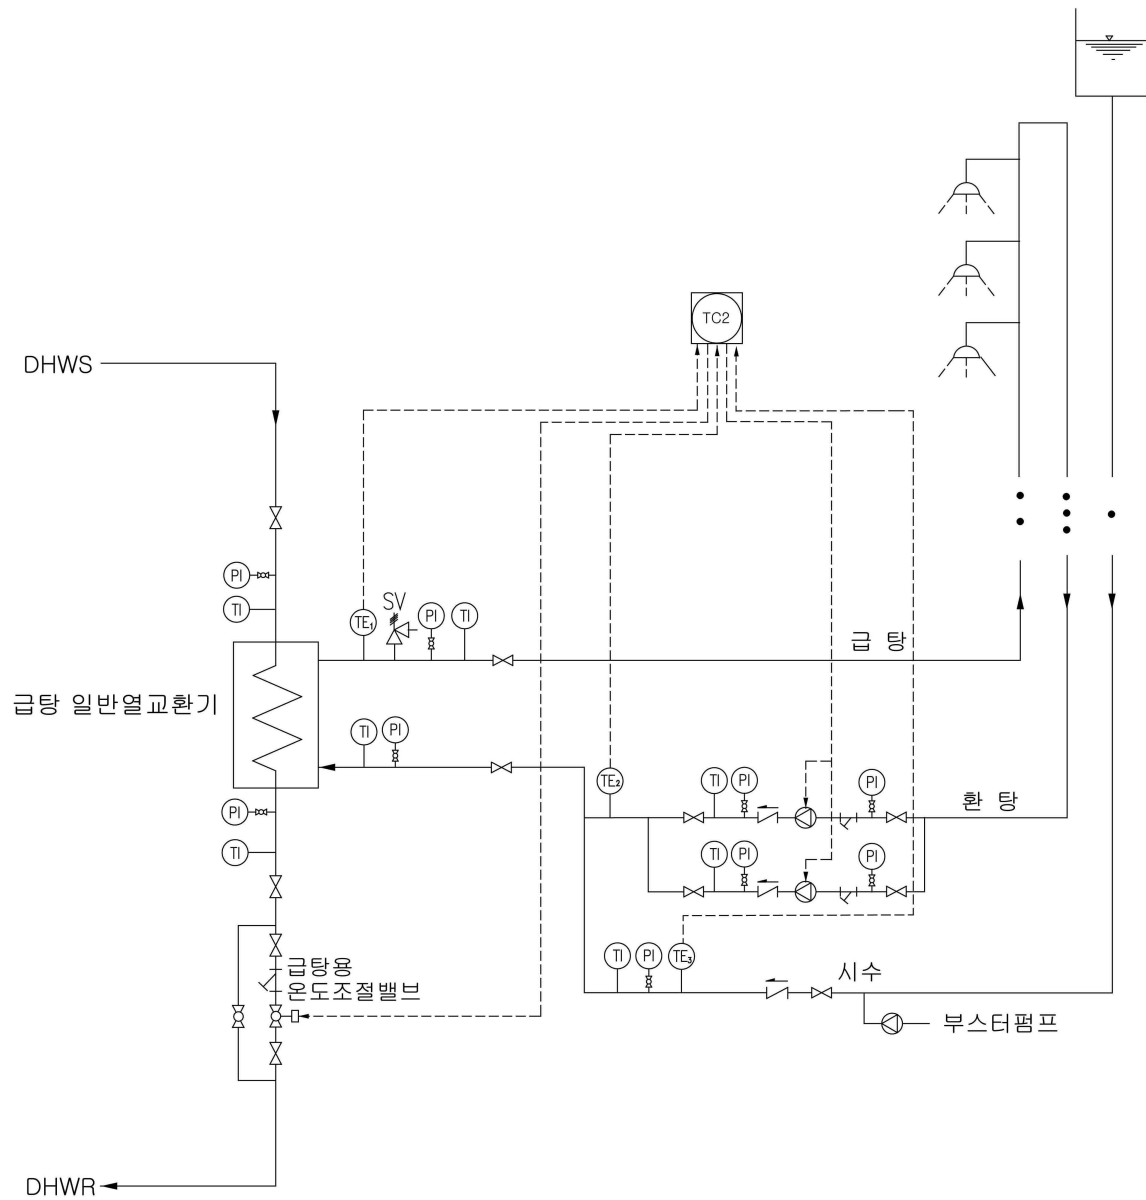 TC2
DHWS
PI
TI
TE₁
SV
PI
TI
급 탕
급탕 일반열교환기
TI
PI
TE₂
TI
PI
PI
환 탕
PI
TI
TI
PI
PI
급탕용
온도조절밸브
TI
PI
TE₃
시수
부스터펌프
DHWR